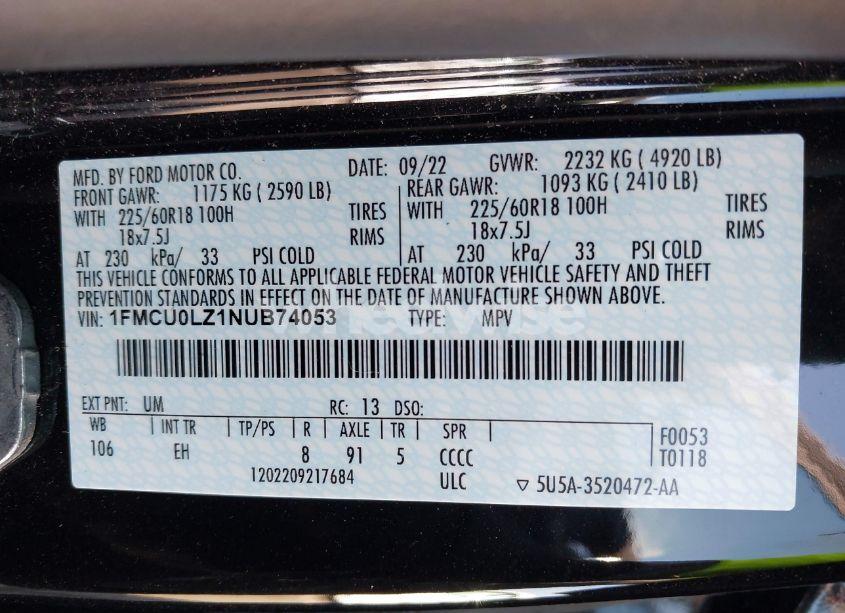 MFD. BY FORD MOTOR CO. DATE: 09/22 GVWR: 2232 KG ( 4920 LB)
FRONT GAWR: 1175 KG ( 2590 LB) REAR GAWR: 1093 KG ( 2410 LB)
WITH 225/60R18 100H TIRES WITH 225/60R18 100H TIRES
18x7.5J RIMS 18x7.5J RIMS
AT 230 kPa/ 33 PSI COLD AT 230 kPa/ 33 PSI COLD
THIS VEHICLE CONFORMS TO ALL APPLICABLE FEDERAL MOTOR VEHICLE SAFETY AND THEFT
PREVENTION STANDARDS IN EFFECT ON THE DATE OF MANUFACTURE SHOWN ABOVE.
VIN: 1FMCU0LZ1NUB74053 TYPE: MPV
EXT PNT: UM RC: 13 DSO:
WB INT TR TP/PS R AXLE TR SPR F0053
106 EH 8 91 5 CCCC T0118
1202209217684 ULC ▽ 5U5A-3520472-AA